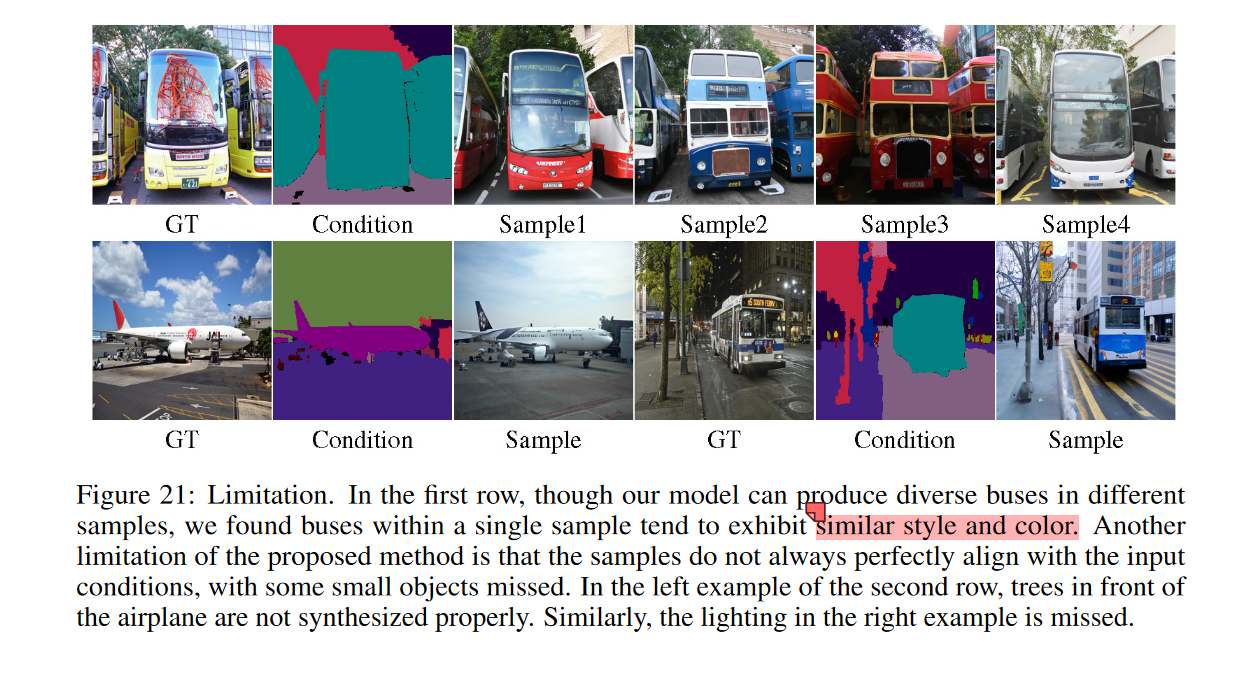 GT Condition Sample1 Sample2 Sample3 Sample4
JAL
M5 SOUTH FERRY
GT Condition Sample GT Condition Sample
Figure 21: Limitation. In the first row, though our model can produce diverse buses in different
samples, we found buses within a single sample tend to exhibit similar style and color. Another
limitation of the proposed method is that the samples do not always perfectly align with the input
conditions, with some small objects missed. In the left example of the second row, trees in front of
the airplane are not synthesized properly. Similarly, the lighting in the right example is missed.